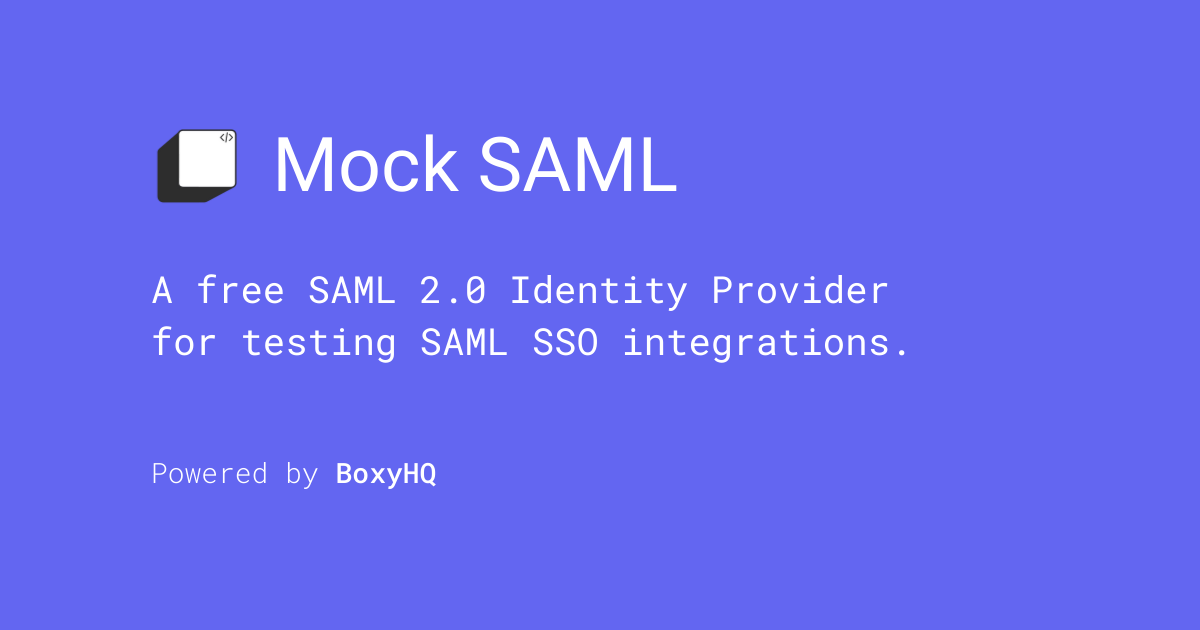 </>
Mock SAML
A free SAML 2.0 Identity Provider
for testing SAML SSO integrations.
Powered by BoxyHQ